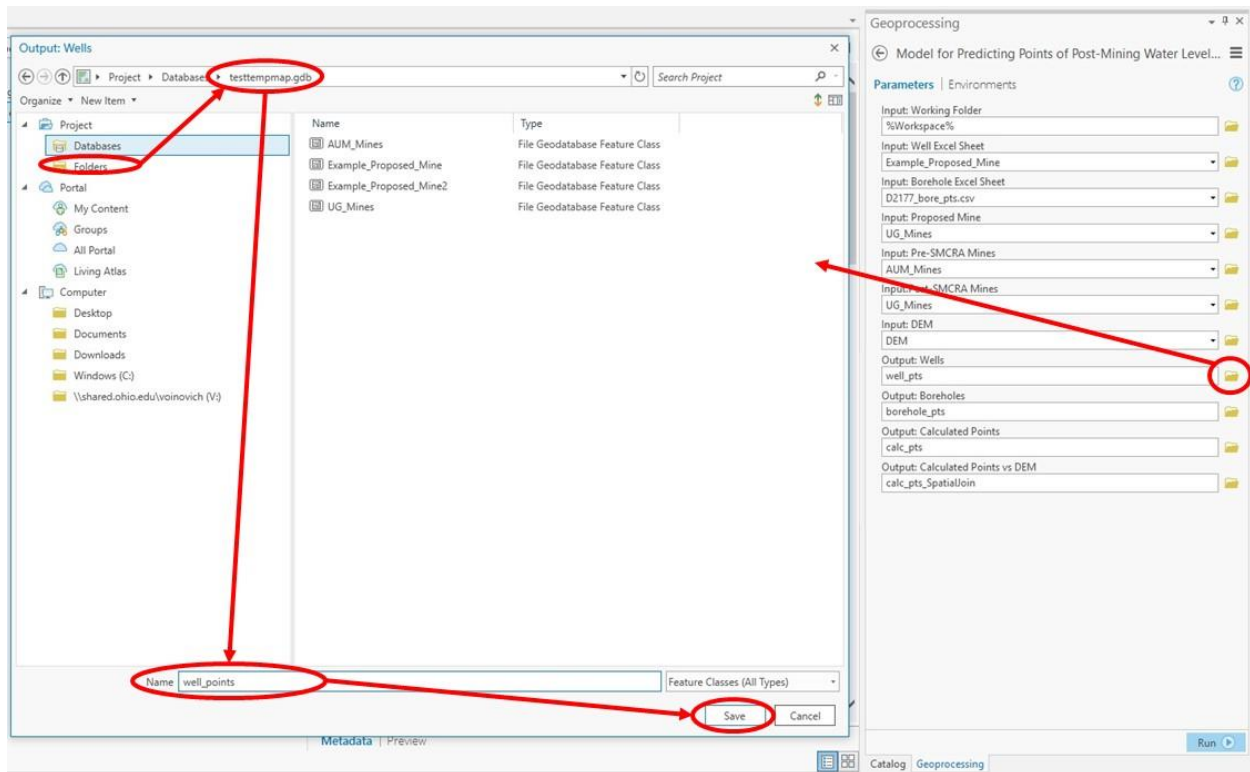 Output: Wells
Project Databases testtempmap.gdb
Search Project
Organize New Item
Project
Databases
Folders
Portal
My Content
Groups
All Portal
Living Atlas
Computer
Desktop
Documents
Downloads
Windows (C:)
\\shared.ohio.edu\voinovich (V:)
Name Type
AUM_Mines File Geodatabase Feature Class
Example_Proposed_Mine File Geodatabase Feature Class
Example_Proposed_Mine2 File Geodatabase Feature Class
UG_Mines File Geodatabase Feature Class
Name well_points Feature Classes (All Types)
Save Cancel
Metadata | Preview
Geoprocessing
Model for Predicting Points of Post-Mining Water Level...
Parameters | Environments
Input: Working Folder
%Workspace%
Input: Well Excel Sheet
Example_Proposed_Mine
Input: Borehole Excel Sheet
D2177_bore_pts.csv
Input: Proposed Mine
UG_Mines
Input: Pre-SMCRA Mines
AUM_Mines
Input: Post-SMCRA Mines
UG_Mines
Input: DEM
DEM
Output: Wells
well_pts
Output: Boreholes
borehole_pts
Output: Calculated Points
calc_pts
Output: Calculated Points vs DEM
calc_pts_SpatialJoin
Run
Catalog Geoprocessing